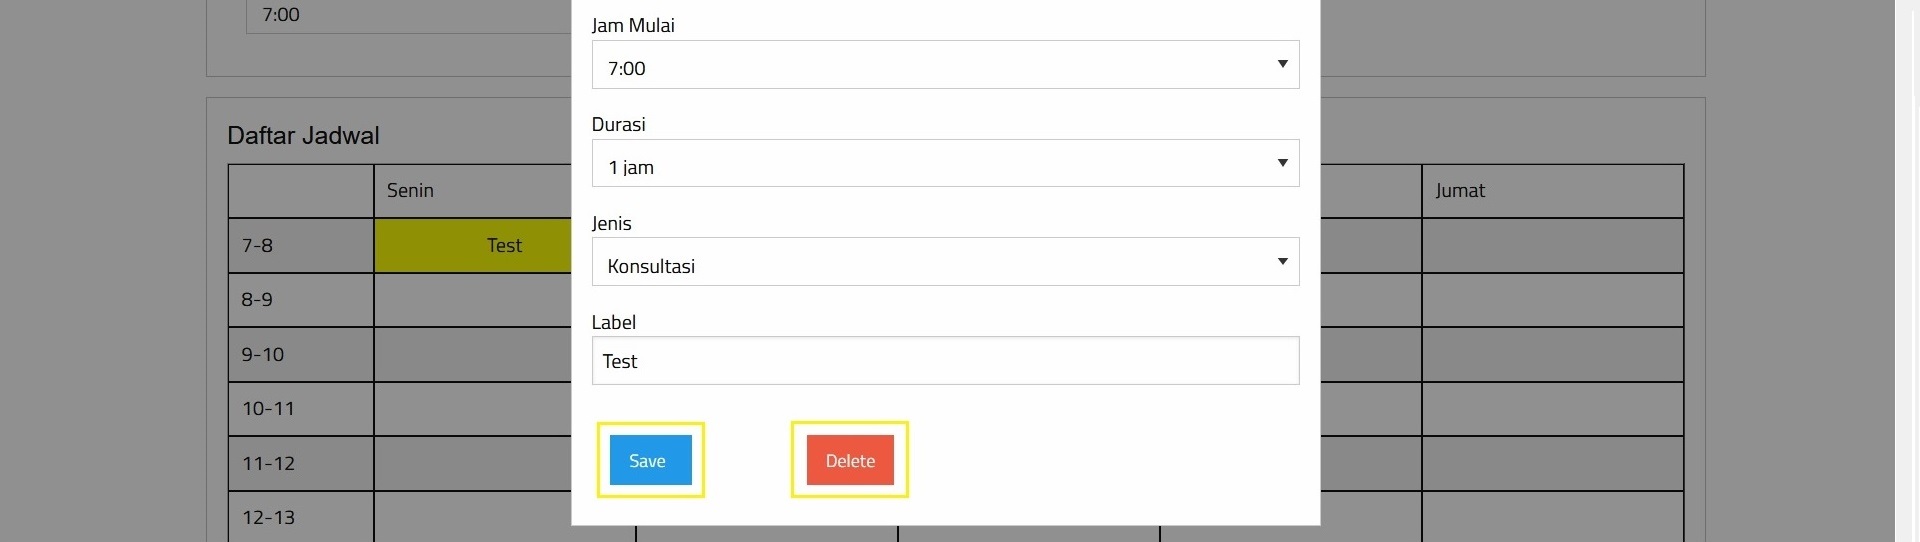 7:00
Daftar Jadwal
Senin
Jumat
7-8
Test
8-9
9-10
10-11
11-12
12-13
Jam Mulai
7:00
Durasi
1 jam
Jenis
Konsultasi
Label
Test
Save
Delete